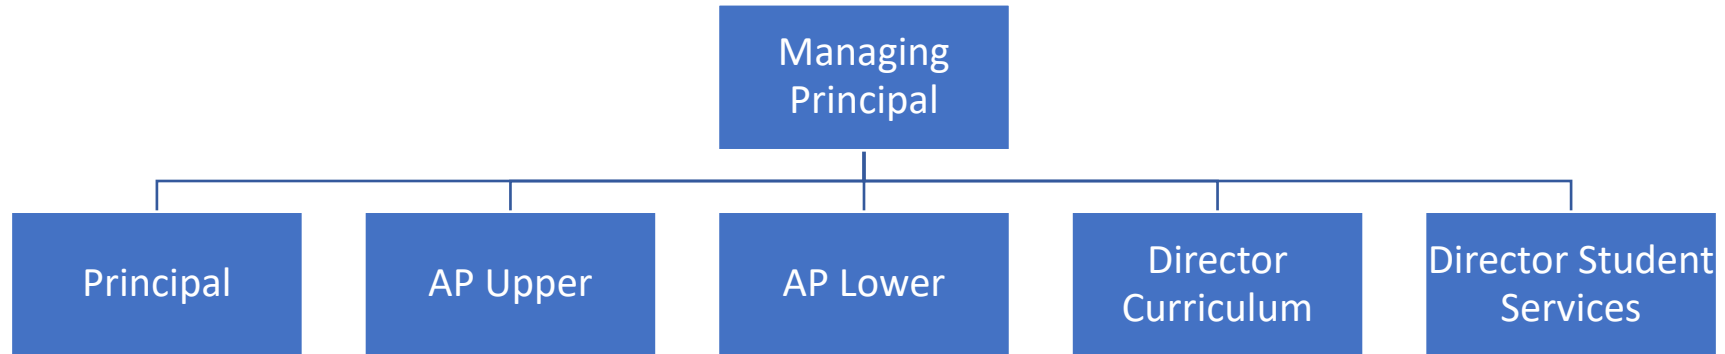 Managing
Principal
Principal
AP Upper
AP Lower
Director
Curriculum
Director Student
Services